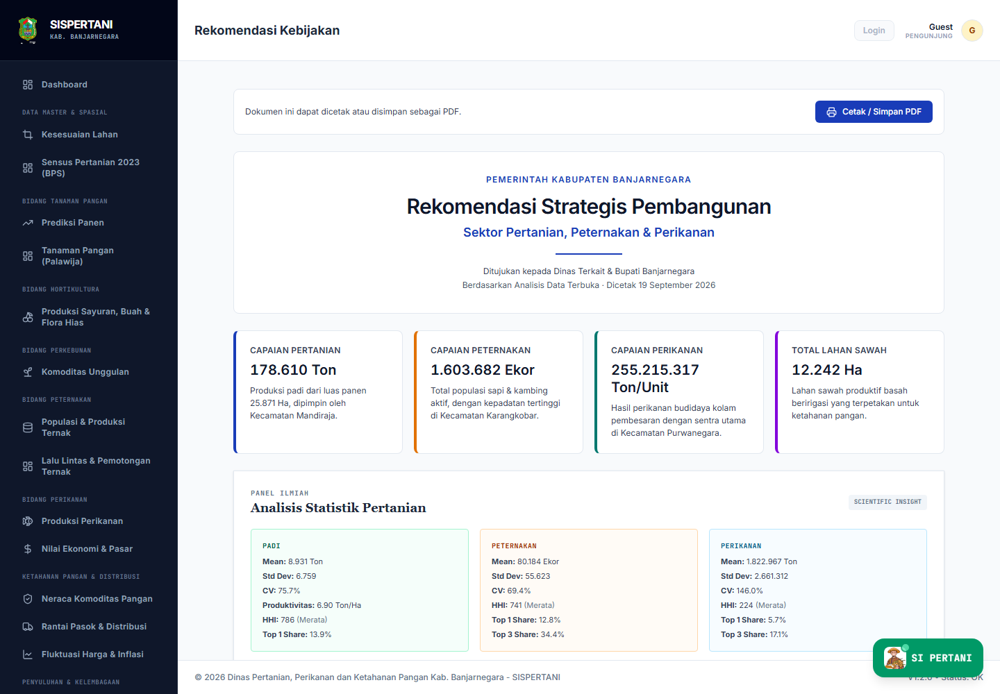 SISPERTANI
KAB. BANJARNEGARA
Dashboard
DATA MASTER & SPASIAL
Kesesuaian Lahan
Sensus Pertanian 2023
(BPS)
BIDANG TANAMAN PANGAN
Prediksi Panen
Tanaman Pangan
(Palawija)
BIDANG HORTIKULTURA
Produksi Sayuran, Buah &
Flora Hias
BIDANG PERKEBUNAN
Komoditas Unggulan
BIDANG PETERNAKAN
Populasi & Produksi
Ternak
Lalu Lintas & Pemotongan
Ternak
BIDANG PERIKANAN
Produksi Perikanan
Nilai Ekonomi & Pasar
KETAHANAN PANGAN & DISTRIBUSI
Neraca Komoditas Pangan
Rantai Pasok & Distribusi
Fluktuasi Harga & Inflasi
PENYULUHAN & KELEMBAGAAN
Rekomendasi Kebijakan
Login
Guest
PENGUNJUNG
G
Dokumen ini dapat dicetak atau disimpan sebagai PDF.
Cetak / Simpan PDF
PEMERINTAH KABUPATEN BANJARNEGARA
Rekomendasi Strategis Pembangunan
Sektor Pertanian, Peternakan & Perikanan
Ditujukan kepada Dinas Terkait & Bupati Banjarnegara
Berdasarkan Analisis Data Terbuka · Dicetak 19 September 2026
CAPAIAN PERTANIAN
178.610 Ton
Produksi padi dari luas panen
25.871 Ha, dipimpin oleh
Kecamatan Mandiraja.
CAPAIAN PETERNAKAN
1.603.682 Ekor
Total populasi sapi & kambing
aktif, dengan kepadatan tertinggi
di Kecamatan Karangkobar.
CAPAIAN PERIKANAN
255.215.317
Ton/Unit
Hasil perikanan budidaya kolam
pembesaran dengan sentra utama
di Kecamatan Purwanegara.
TOTAL LAHAN SAWAH
12.242 Ha
Lahan sawah produktif basah
beririgasi yang terpetakan untuk
ketahanan pangan.
PANEL ILMIAH
Analisis Statistik Pertanian
SCIENTIFIC INSIGHT
PADI
Mean: 8.931 Ton
Std Dev: 6.759
CV: 75.7%
Produktivitas: 6.90 Ton/Ha
HHI: 786 (Merata)
Top 1 Share: 13.9%
PETERNAKAN
Mean: 80.184 Ekor
Std Dev: 55.623
CV: 69.4%
HHI: 741 (Merata)
Top 1 Share: 12.8%
Top 3 Share: 34.4%
PERIKANAN
Mean: 1.822.967 Ton
Std Dev: 2.661.312
CV: 146.0%
HHI: 224 (Merata)
Top 1 Share: 5.7%
Top 3 Share: 17.1%
SI PERTANI
© 2026 Dinas Pertanian, Perikanan dan Ketahanan Pangan Kab. Banjarnegara - SISPERTANI
v1.2.0 - Status: OK